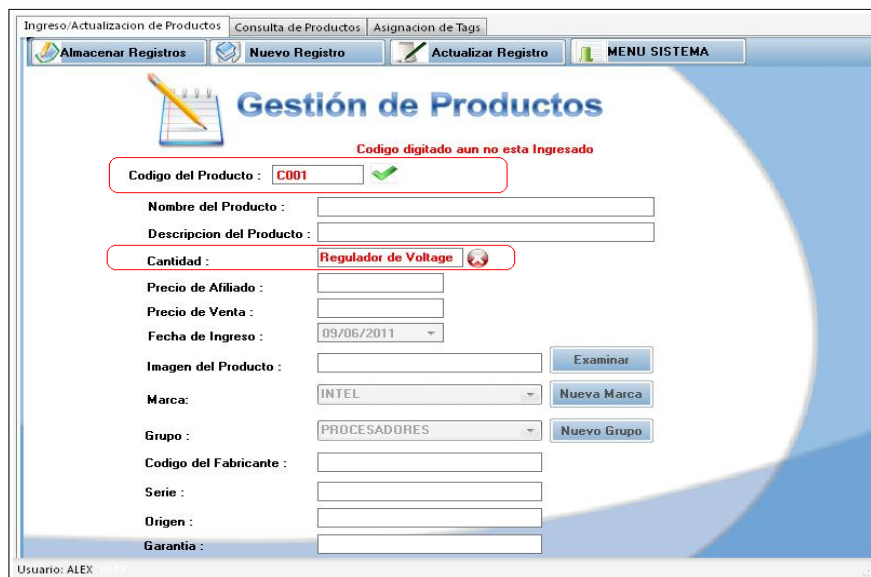 Ingreso/Actualizacion de Productos Consulta de Productos Asignacion de Tags
Almacenar Registros Nuevo Registro Actualizar Registro MENU SISTEMA
Gestión de Productos
Codigo digitado aun no esta Ingresado
Codigo del Producto : C001
Nombre del Producto :
Descripcion del Producto :
Cantidad : Regulador de Voltage
Precio de Afiliado :
Precio de Venta :
Fecha de Ingreso : 09/06/2011
Imagen del Producto : Examinar
Marca: INTEL Nueva Marca
Grupo : PROCESADORES Nuevo Grupo
Codigo del Fabricante :
Serie :
Origen :
Garantia :
Usuario: ALEX ALEX